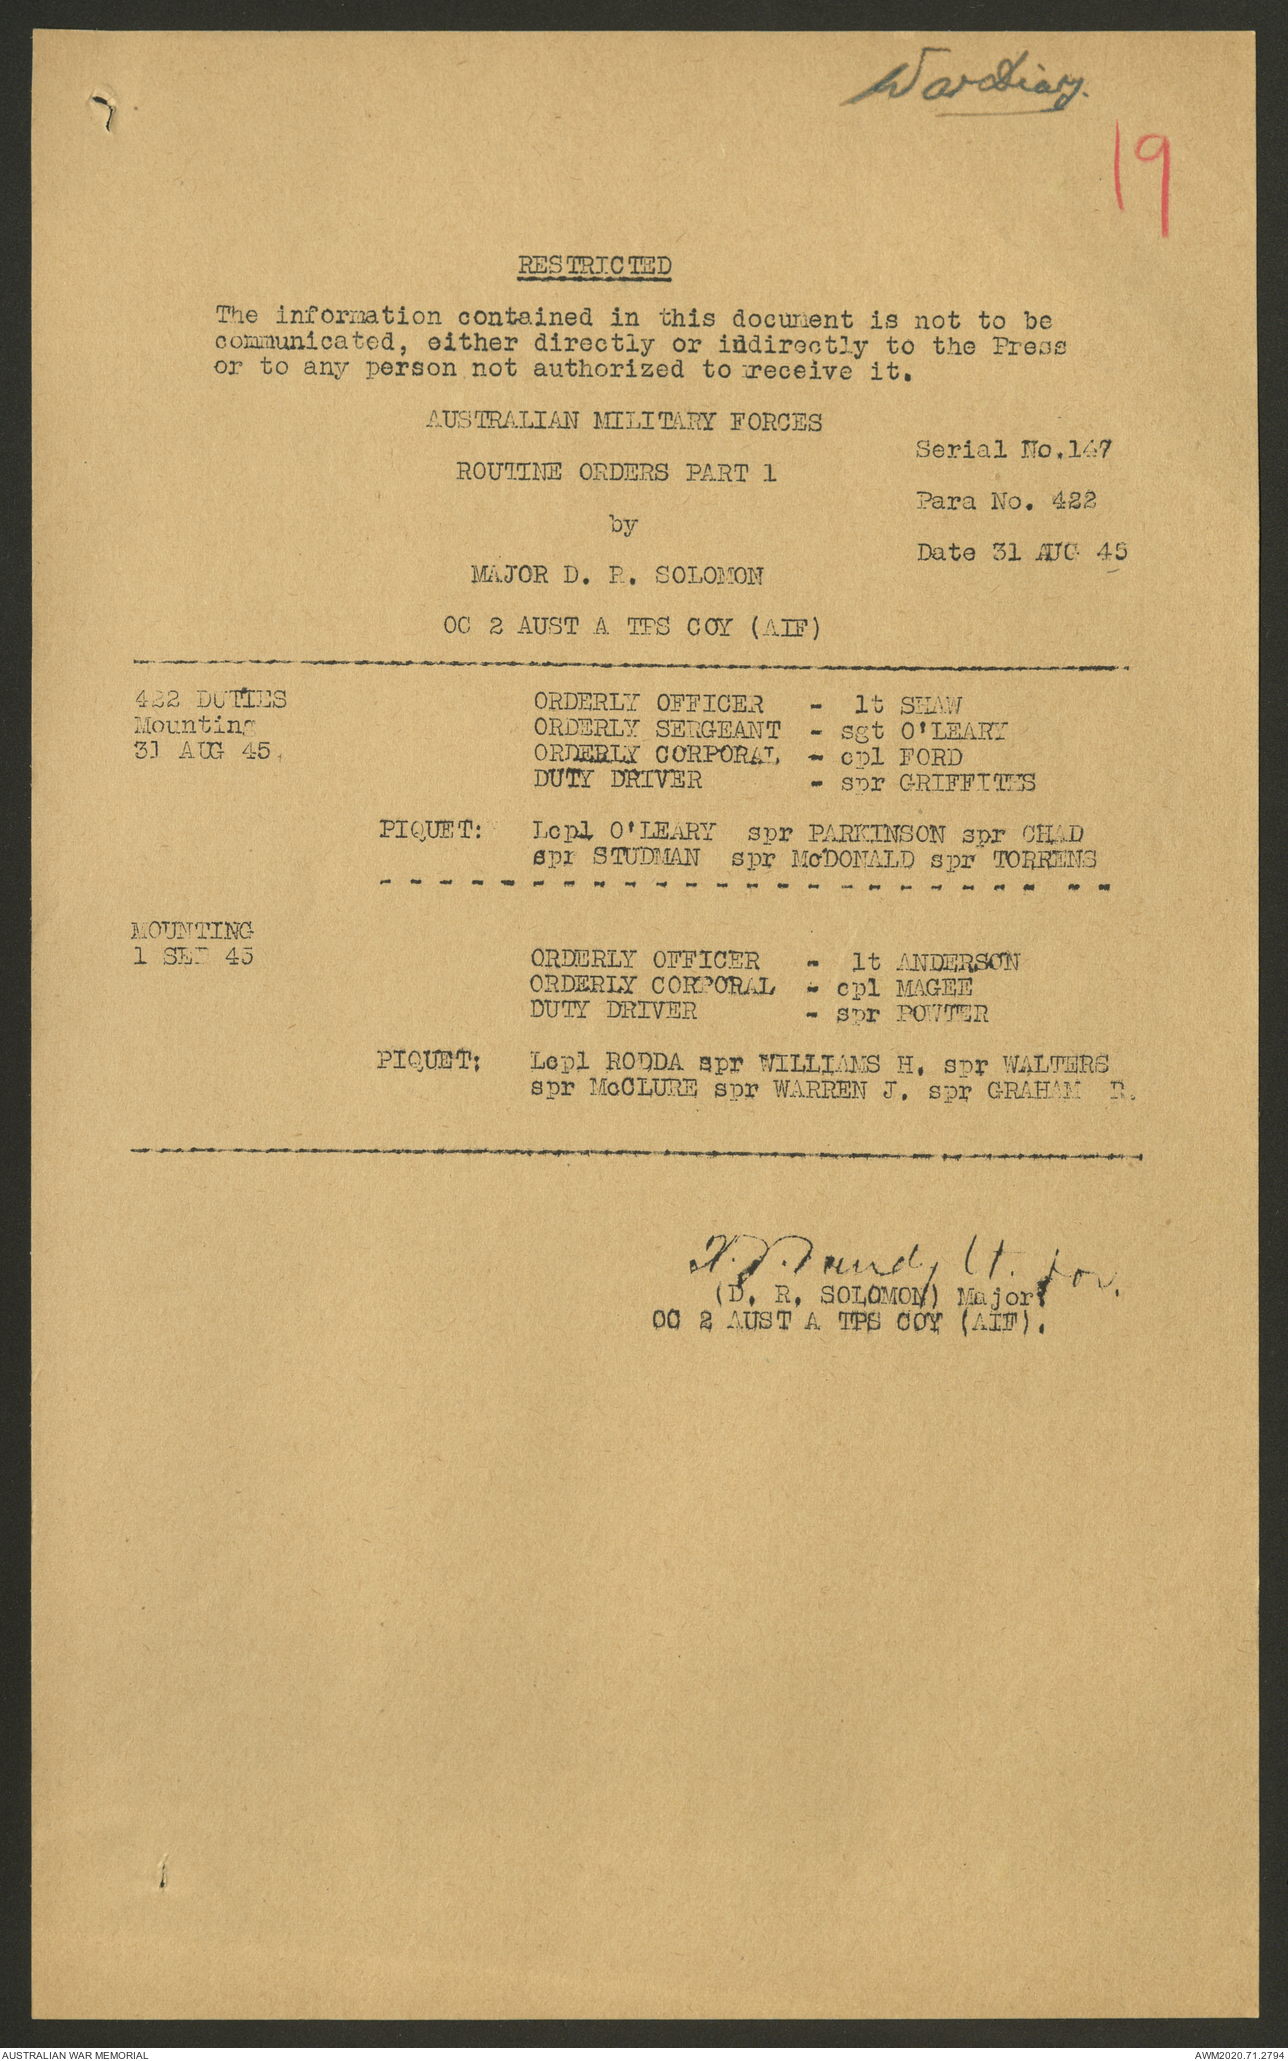 War Diary.
19
RESTRICTED
The information contained in this document is not to be
communicated, either directly or indirectly to the Press
or to any person not authorized to receive it.
AUSTRALIAN MILITARY FORCES
Serial No.147
ROUTINE ORDERS PART 1
Para No. 422
by
Date 31 AUG 45
MAJOR D. R. SOLOMON
OC 2 AUST A TPS COY (AIF)
422 DUTIES ORDERLY OFFICER - lt SHAW
Mounting ORDERLY SERGEANT - sgt O'LEARY
31 AUG 45. ORDERLY CORPORAL - cpl FORD
DUTY DRIVER - spr GRIFFITHS
PIQUET: Lcpl O'LEARY spr PARKINSON spr CHAD
spr STUDMAN spr McDONALD spr TORRENS
MOUNTING
1 SEP 45 ORDERLY OFFICER - lt ANDERSON
ORDERLY CORPORAL - cpl MAGEE
DUTY DRIVER - spr POWTER
PIQUET: Lcpl RODDA spr WILLIAMS H. spr WALTERS
spr McCLURE spr WARREN J. spr GRAHAM R.
Lt. for.
(D. R. SOLOMON) Major
OC 2 AUST A TPS COY (AIF).
AUSTRALIAN WAR MEMORIAL
AWM2020.71.2794